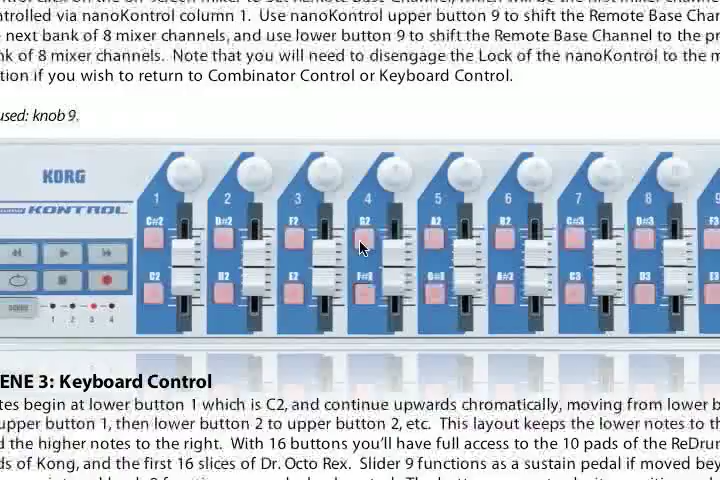 trolled via nanoKontrol column 1. Use nanoKontrol upper button 9 to shift the Remote Base Chan
next bank of 8 mixer channels, and use lower button 9 to shift the Remote Base Channel to the pr
nk of 8 mixer channels. Note that you will need to disengage the Lock of the nanoKontrol to the m
tion if you wish to return to Combinator Control or Keyboard Control.
used: knob 9.
KORG
KONTROL
1 2 3 4 5 6 7 8 9
C#2 D#2 F2 G2 A2 B2 C#3 D#3 F3
C2 D2 E2 F#2 G#2 A#2 C3 D3 E3
SCENE
1 2 3 4
ENE 3: Keyboard Control
tes begin at lower button 1 which is C2, and continue upwards chromatically, moving from lower b
upper button 1, then lower button 2 to upper button 2, etc. This layout keeps the lower notes to th
d the higher notes to the right. With 16 buttons you'll have full access to the 10 pads of the ReDrum
ds of Kong, and the first 16 slices of Dr. Octo Rex. Slider 9 functions as a sustain pedal if moved bey